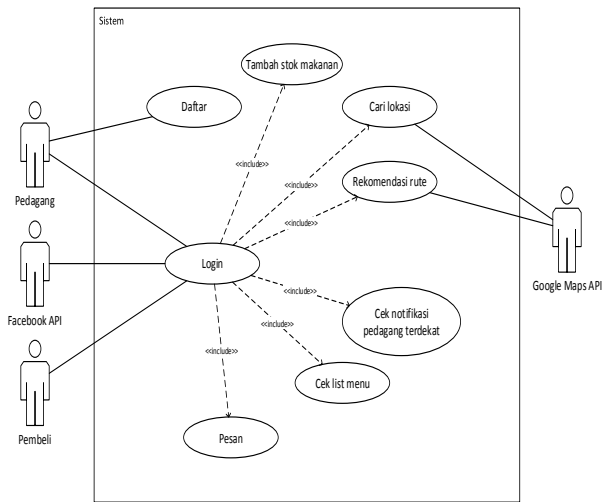 Sistem
Tambah stok makanan
Daftar
Cari lokasi
<<include>>
<<include>>
Rekomendasi rute
Pedagang
<<include>>
Login
Facebook API
Google Maps API
<<include>>
Cek notifikasi
pedagang terdekat
<<include>>
<<include>>
Cek list menu
Pesan
Pembeli